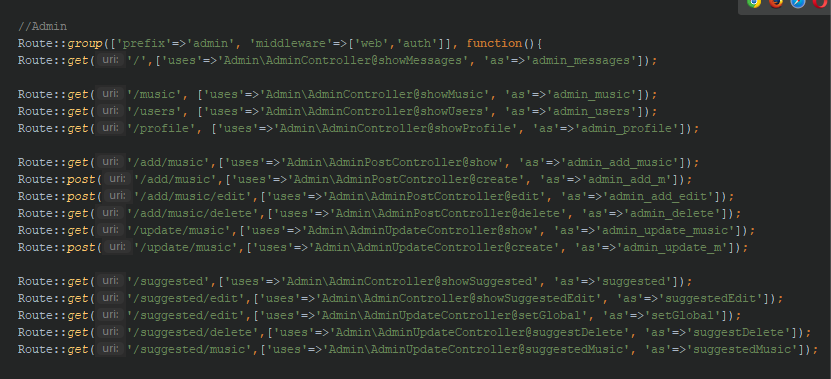 //Admin
Route::group(['prefix'=>'admin', 'middleware'=>['web','auth']], function(){
Route::get( uri: '/',['uses'=>'Admin\AdminController@showMessages', 'as'=>'admin_messages']);
Route::get( uri: '/music', ['uses'=>'Admin\AdminController@showMusic', 'as'=>'admin_music']);
Route::get( uri: '/users', ['uses'=>'Admin\AdminController@showUsers', 'as'=>'admin_users']);
Route::get( uri: '/profile', ['uses'=>'Admin\AdminController@showProfile', 'as'=>'admin_profile']);
Route::get( uri: '/add/music',['uses'=>'Admin\AdminPostController@show', 'as'=>'admin_add_music']);
Route::post( uri: '/add/music',['uses'=>'Admin\AdminPostController@create', 'as'=>'admin_add_m']);
Route::post( uri: '/add/music/edit',['uses'=>'Admin\AdminPostController@edit', 'as'=>'admin_add_edit']);
Route::get( uri: '/add/music/delete',['uses'=>'Admin\AdminPostController@delete', 'as'=>'admin_delete']);
Route::get( uri: '/update/music',['uses'=>'Admin\AdminUpdateController@show', 'as'=>'admin_update_music']);
Route::post( uri: '/update/music',['uses'=>'Admin\AdminUpdateController@create', 'as'=>'admin_update_m']);
Route::get( uri: '/suggested',['uses'=>'Admin\AdminController@showSuggested', 'as'=>'suggested']);
Route::get( uri: '/suggested/edit',['uses'=>'Admin\AdminController@showSuggestedEdit', 'as'=>'suggestedEdit']);
Route::get( uri: '/suggested/edit',['uses'=>'Admin\AdminUpdateController@setGlobal', 'as'=>'setGlobal']);
Route::get( uri: '/suggested/delete',['uses'=>'Admin\AdminUpdateController@suggestDelete', 'as'=>'suggestDelete']);
Route::get( uri: '/suggested/music',['uses'=>'Admin\AdminUpdateController@suggestedMusic', 'as'=>'suggestedMusic']);